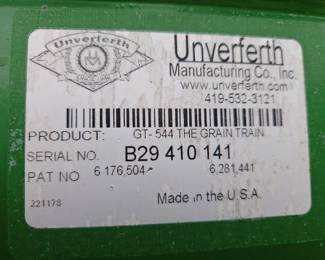 Unverferth
Unverferth
Manufacturing Co., Inc.
www.unverferth.com
419-532-3121
PRODUCT: GT- 544 THE GRAIN TRAIN
SERIAL NO. B29 410 141
PAT NO 6 176,504 6,281,441
22117S
Made in the U.S.A.